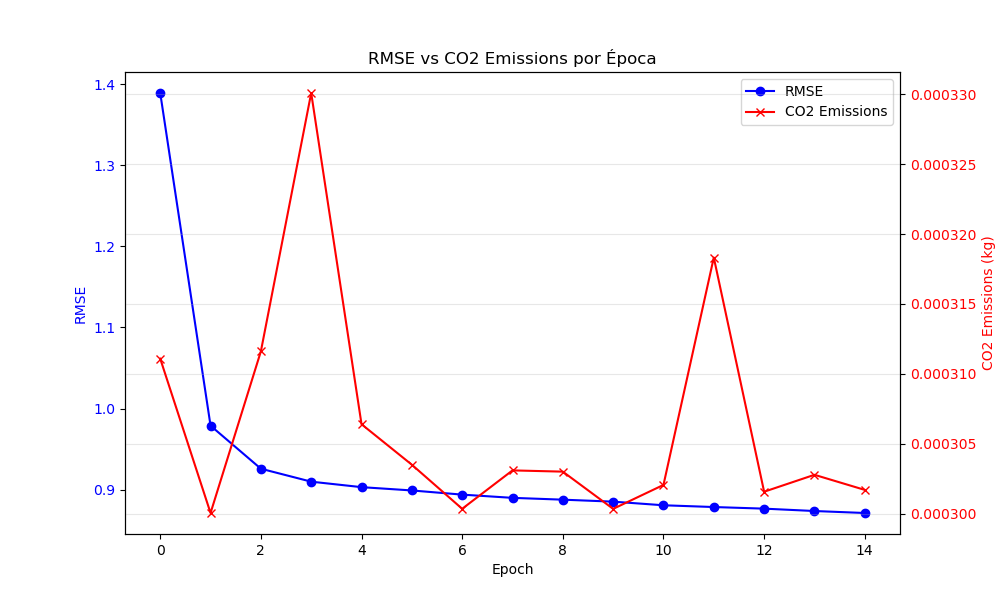 RMSE vs CO2 Emissions por Época
RMSE
CO2 Emissions
1.4
1.3
1.2
1.1
1.0
0.9
RMSE
0.000330
0.000325
0.000320
0.000315
0.000310
0.000305
0.000300
CO2 Emissions (kg)
0 2 4 6 8 10 12 14
Epoch